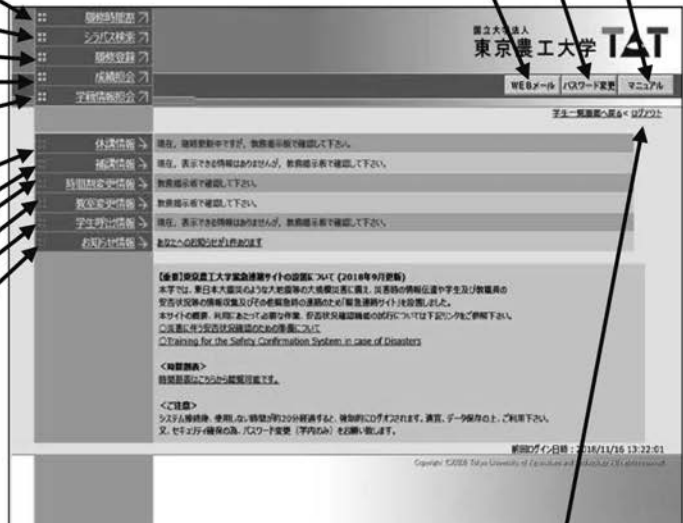 履修時間割
シラバス検索
履修登録
成績照会
学籍情報照会
国立大学法人
東京農工大学 TAT
WEBメール パスワード変更 マニュアル
学生一覧画面へ戻る< ログアウト
休講情報 現在、随時更新中ですが、教務掲示板で確認して下さい。
補講情報 現在、表示できる情報はありませんが、教務掲示板で確認して下さい。
時間割変更情報 教務掲示板で確認して下さい。
教室変更情報 教務掲示板で確認して下さい。
学生呼出情報 現在、表示できる情報はありませんが、教務掲示板で確認して下さい。
お知らせ情報 あなたへのお知らせが1件あります
【重要】東京農工大学緊急連絡サイトの設置について (2018年9月更新)
本学では、東日本大震災のような大地震等の大規模災害に備え、災害時の情報伝達や学生及び教職員の
安否状況等の情報収集及びその他緊急時の連絡のため「緊急連絡サイト」を設置しました。
本サイトの概要、利用にあたって必要な作業、安否状況確認機能の試行については下記リンクをご参照下さい。
○災害に伴う安否状況確認のための準備について
○Training for the Safety Confirmation System in case of Disasters
<時間割表>
時間割表はこちらから閲覧可能です。
<ご注意>
システム接続後、使用しない時間が約20分経過すると、強制的にログオフされます。適宜、データ保存の上、ご利用下さい。
又、セキュリティ確保の為、パスワード変更（学内のみ）をお願い致します。
前回ログイン日時：2018/11/16 13:22:01
Copyright ©2008 Tokyo University of Agriculture and Technology All rights reserved